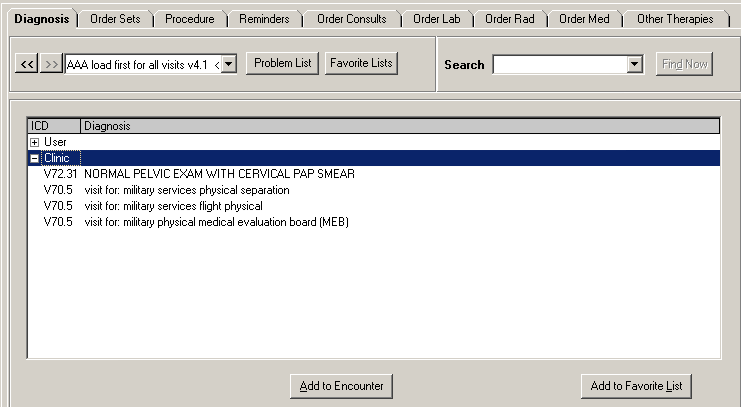 Diagnosis Order Sets Procedure Reminders Order Consults Order Lab Order Rad Order Med Other Therapies
<< >> AAA load first for all visits v4.1 < Problem List Favorite Lists Search Find Now
ICD Diagnosis
User
Clinic
V72.31 NORMAL PELVIC EXAM WITH CERVICAL PAP SMEAR
V70.5 visit for: military services physical separation
V70.5 visit for: military services flight physical
V70.5 visit for: military physical medical evaluation board (MEB)
Add to Encounter Add to Favorite List